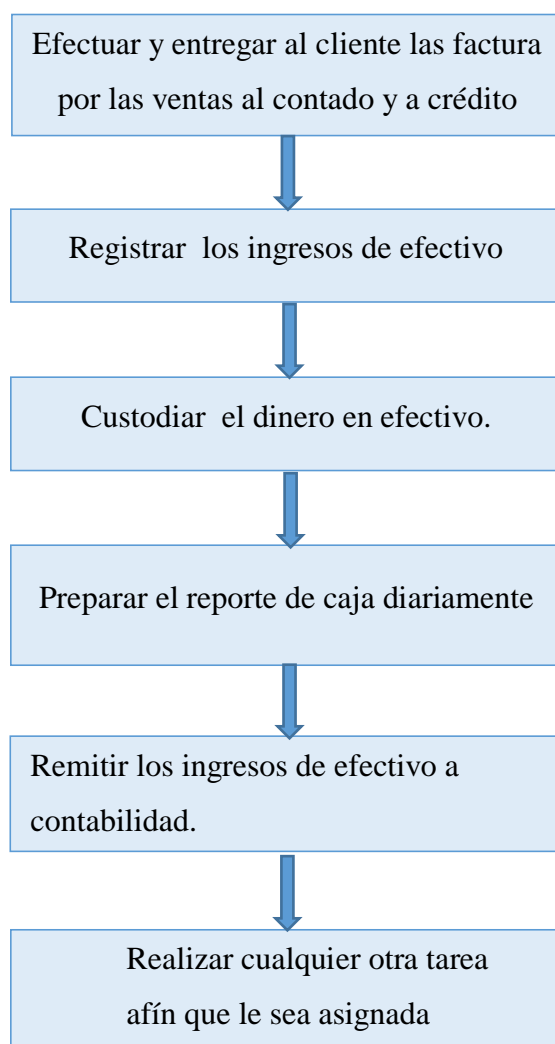 Efectuar y entregar al cliente las factura
por las ventas al contado y a crédito
Registrar los ingresos de efectivo
Custodiar el dinero en efectivo.
Preparar el reporte de caja diariamente
Remitir los ingresos de efectivo a
contabilidad.
Realizar cualquier otra tarea
afín que le sea asignada